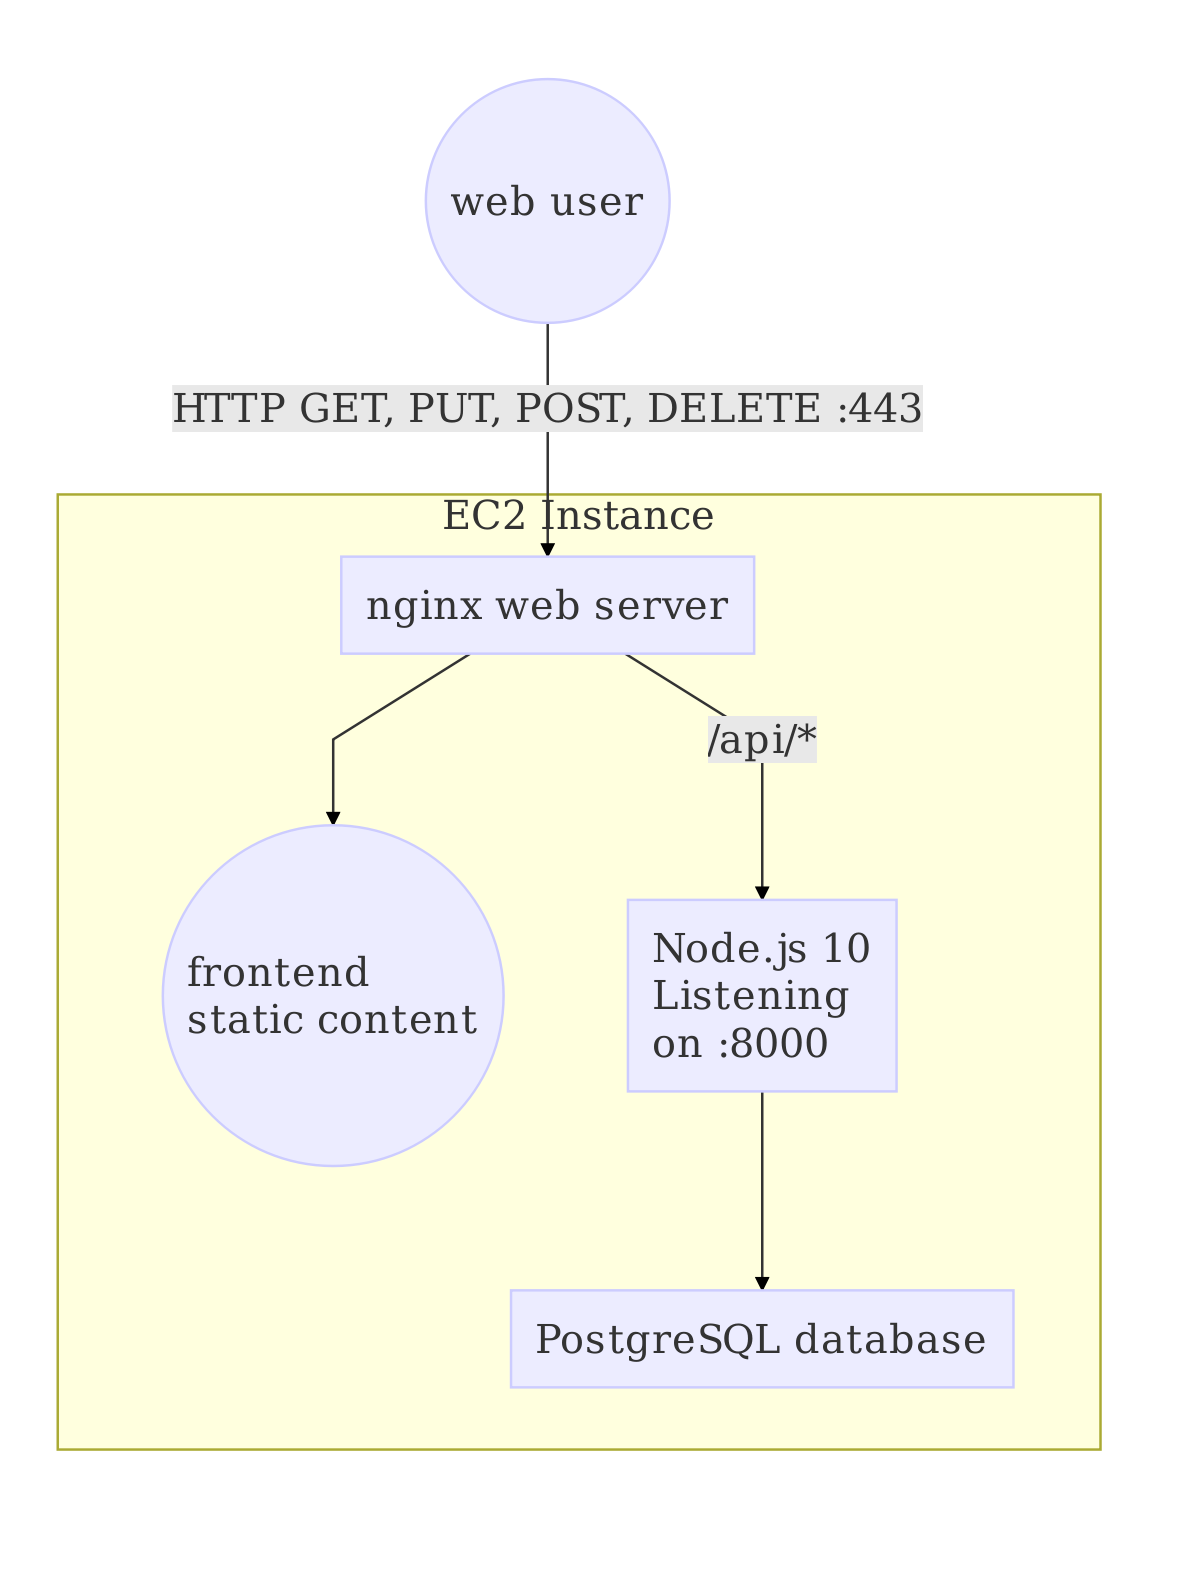 web user
HTTP GET, PUT, POST, DELETE :443
EC2 Instance
nginx web server
/api/*
frontend
static content
Node.js 10
Listening
on :8000
PostgreSQL database